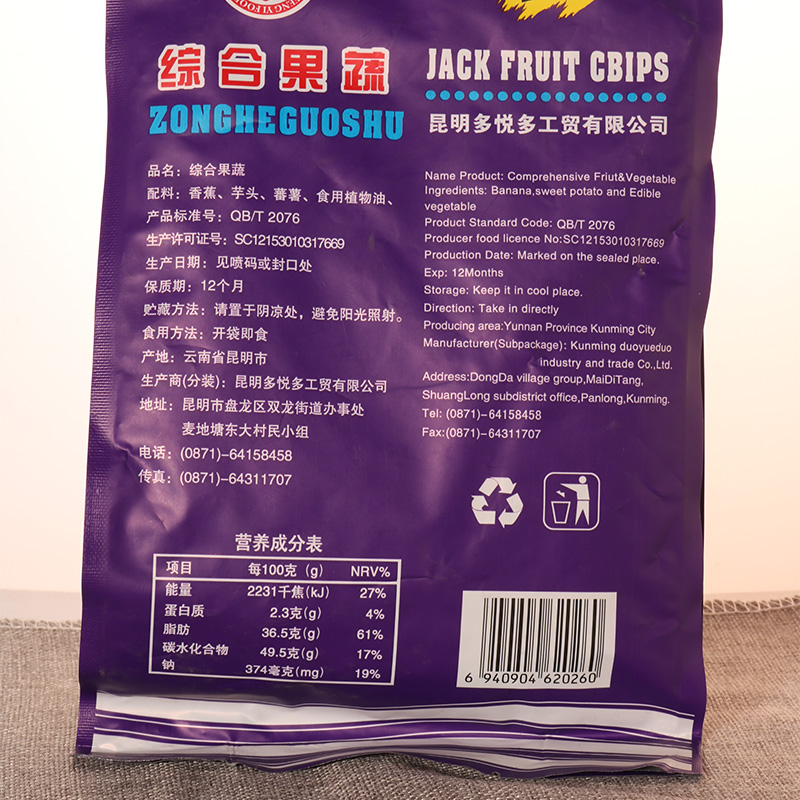 FENG YI FOOD
综合果蔬
ZONGHEGUOSHU
品名：综合果蔬
配料：香蕉、芋头、蕃薯、食用植物油、
产品标准号：QB/T 2076
生产许可证号：SC12153010317669
生产日期：见喷码或封口处
保质期：12个月
贮藏方法：请置于阴凉处，避免阳光照射。
食用方法：开袋即食
产地：云南省昆明市
生产商(分装)：昆明多悦多工贸有限公司
地址：昆明市盘龙区双龙街道办事处
麦地塘东大村民小组
电话：(0871)-64158458
传真：(0871)-64311707
JACK FRUIT CBIPS
昆明多悦多工贸有限公司
Name Product: Comprehensive Friut&Vegetable
Ingredients: Banana,sweet potato and Edible
vegetable
Product Standard Code: QB/T 2076
Producer food licence No:SC12153010317669
Production Date: Marked on the sealed place.
Exp: 12Months
Storage: Keep it in cool place.
Direction: Take in directly
Producing area:Yunnan Province Kunming City
Manufacturer(Subpackage): Kunming duoyueduo
industry and trade Co.,Ltd.
Address:DongDa village group,MaiDiTang,
ShuangLong subdistrict office,Panlong,Kunming.
Tel: (0871)-64158458
Fax:(0871)-64311707
营养成分表
项目 每100克（g) NRV%
能量 2231千焦(kJ) 27%
蛋白质 2.3克(g) 4%
脂肪 36.5克(g) 61%
碳水化合物 49.5克(g) 17%
钠 374毫克(mg) 19%
6 940904 620260